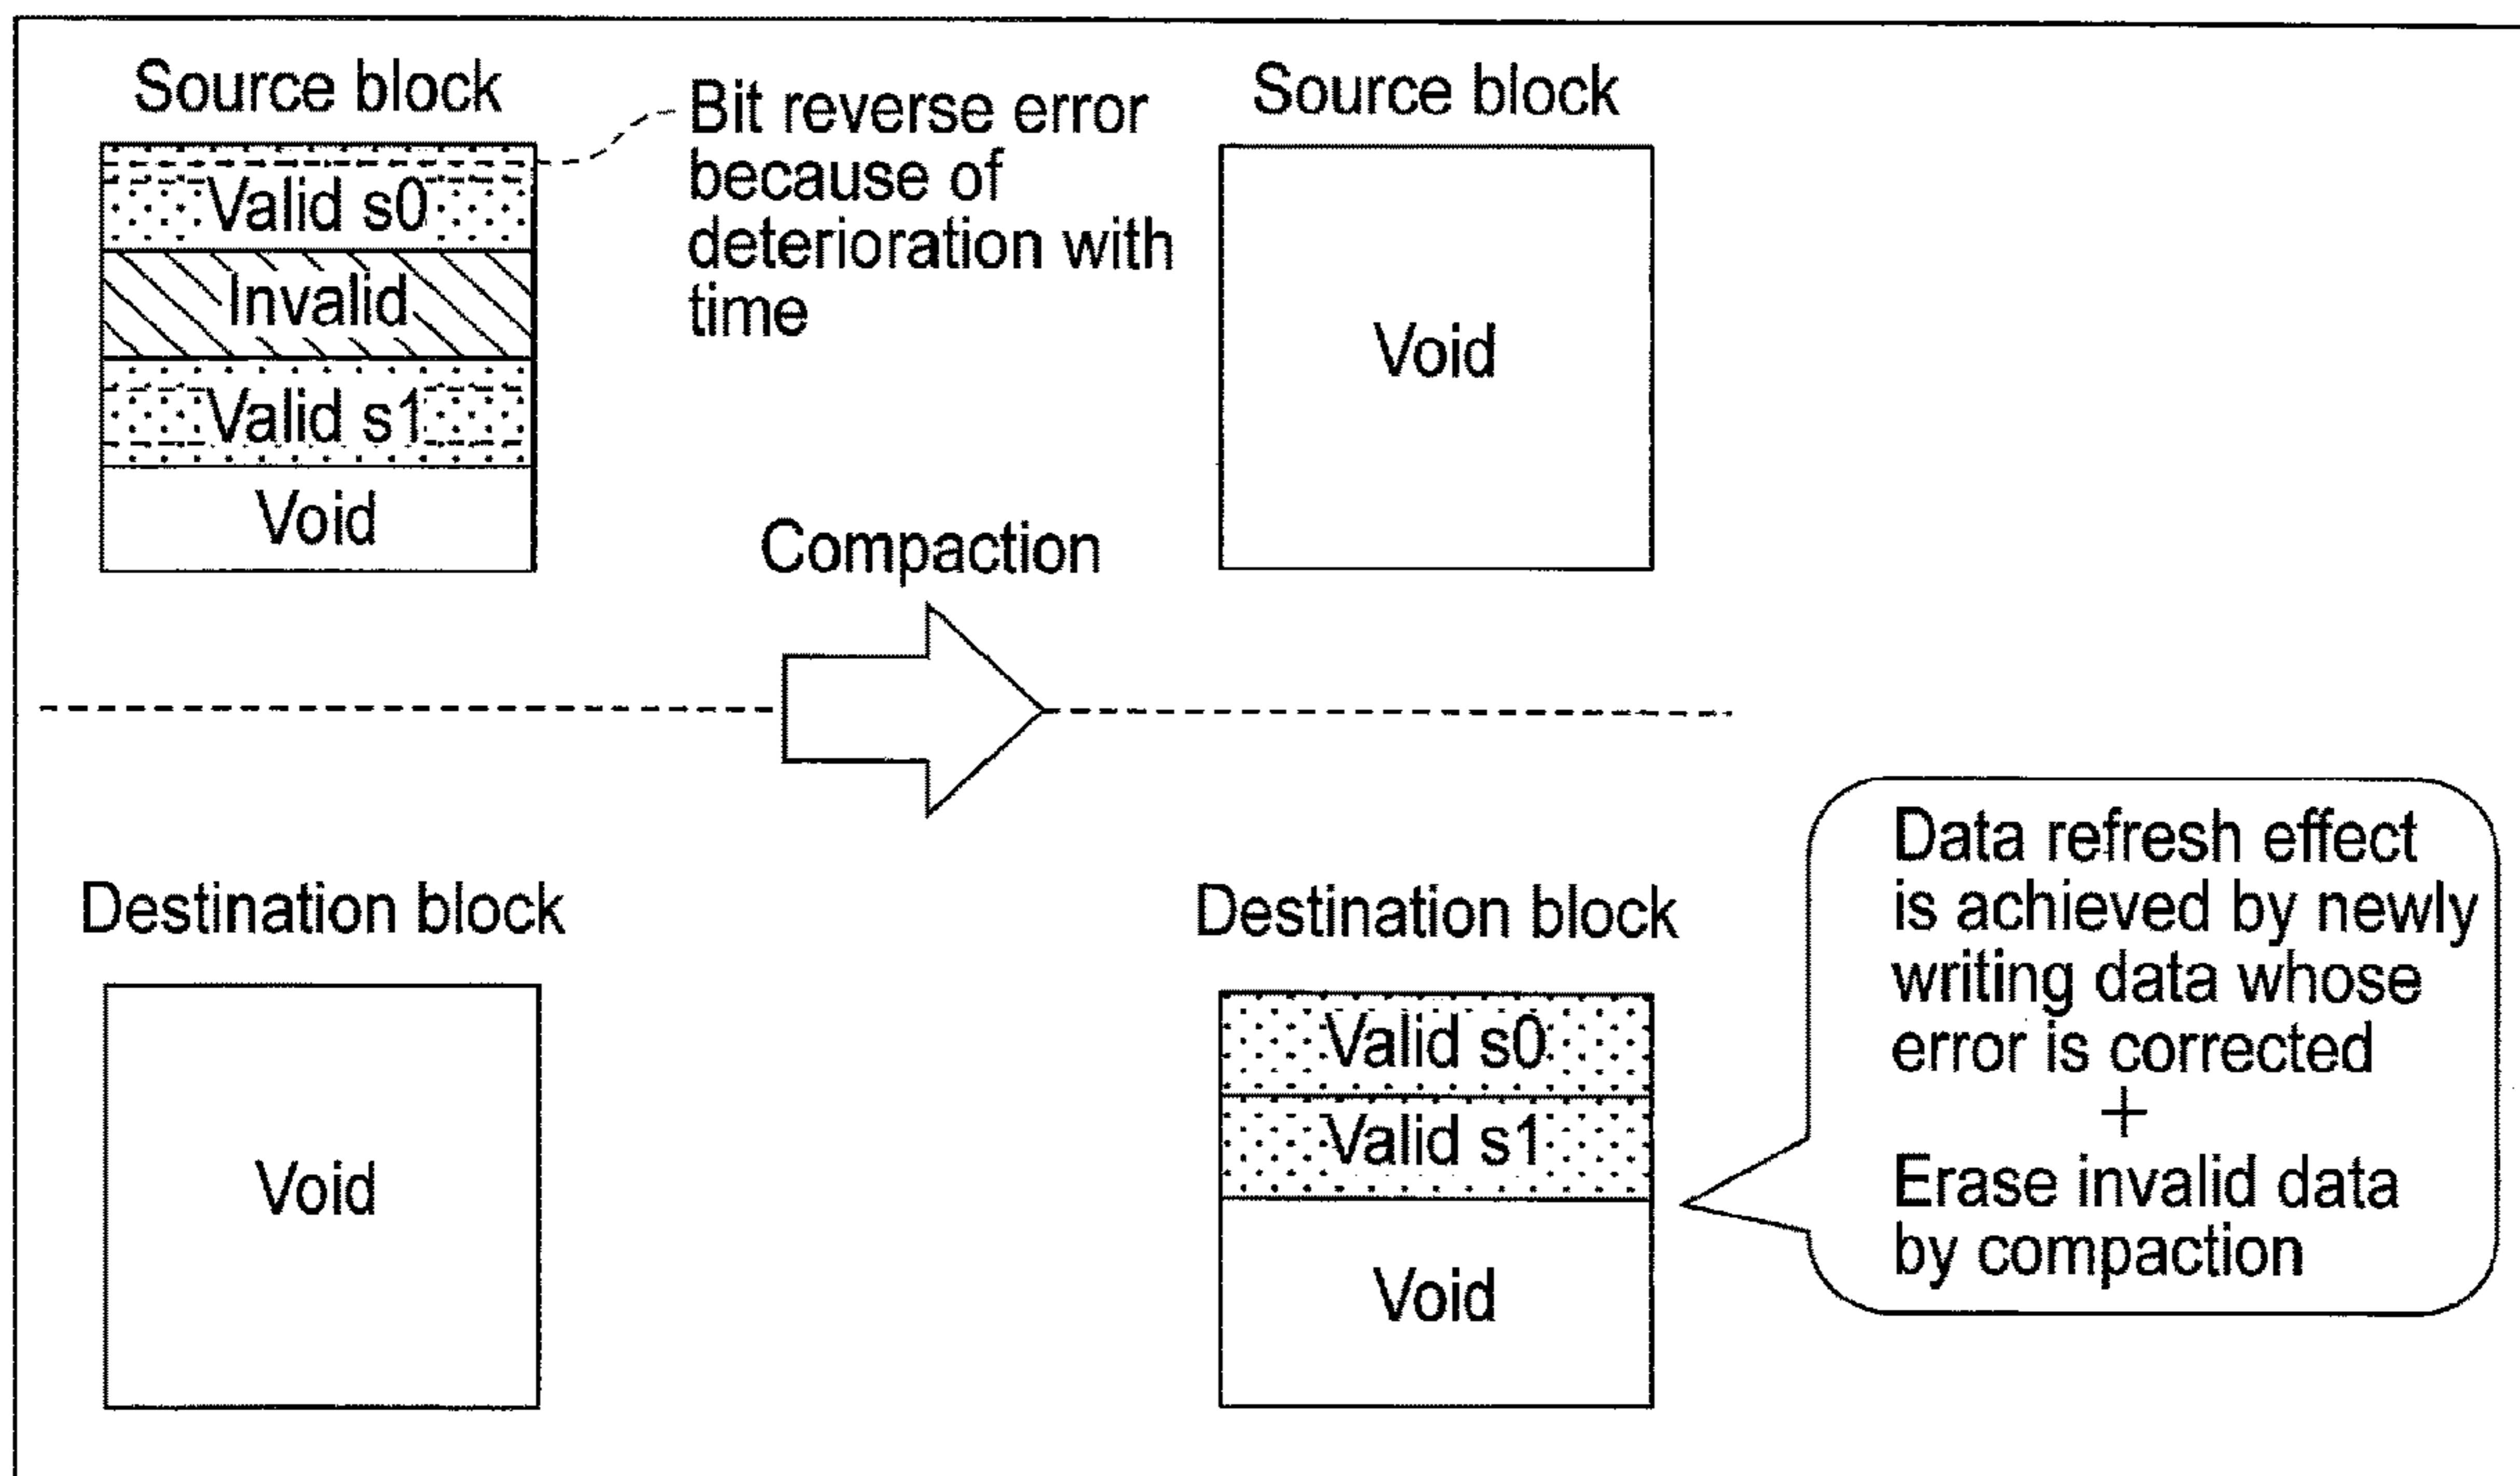 Source block
Valid s0
Invalid
Valid s1
Void
Bit reverse error
because of
deterioration with
time
Source block
Void
Compaction
Destination block
Void
Destination block
Valid s0
Valid s1
Void
Data refresh effect
is achieved by newly
writing data whose
error is corrected
+
Erase invalid data
by compaction